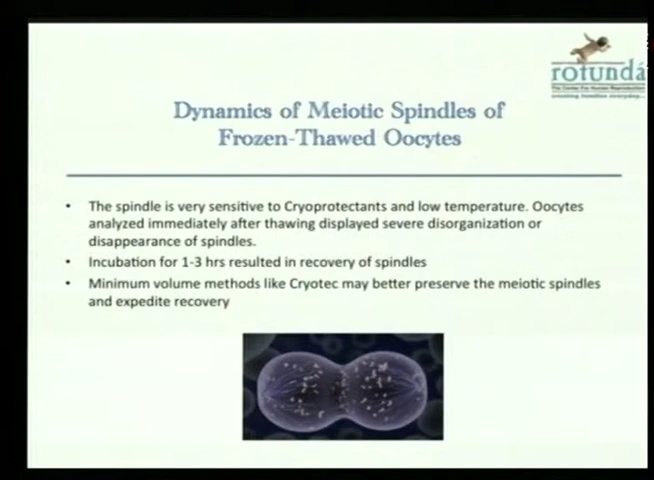 rotunda
The Center For Human Reproduction
Dynamics of Meiotic Spindles of
Frozen-Thawed Oocytes
• The spindle is very sensitive to Cryoprotectants and low temperature. Oocytes
analyzed immediately after thawing displayed severe disorganization or
disappearance of spindles.
• Incubation for 1-3 hrs resulted in recovery of spindles
• Minimum volume methods like Cryotec may better preserve the meiotic spindles
and expedite recovery